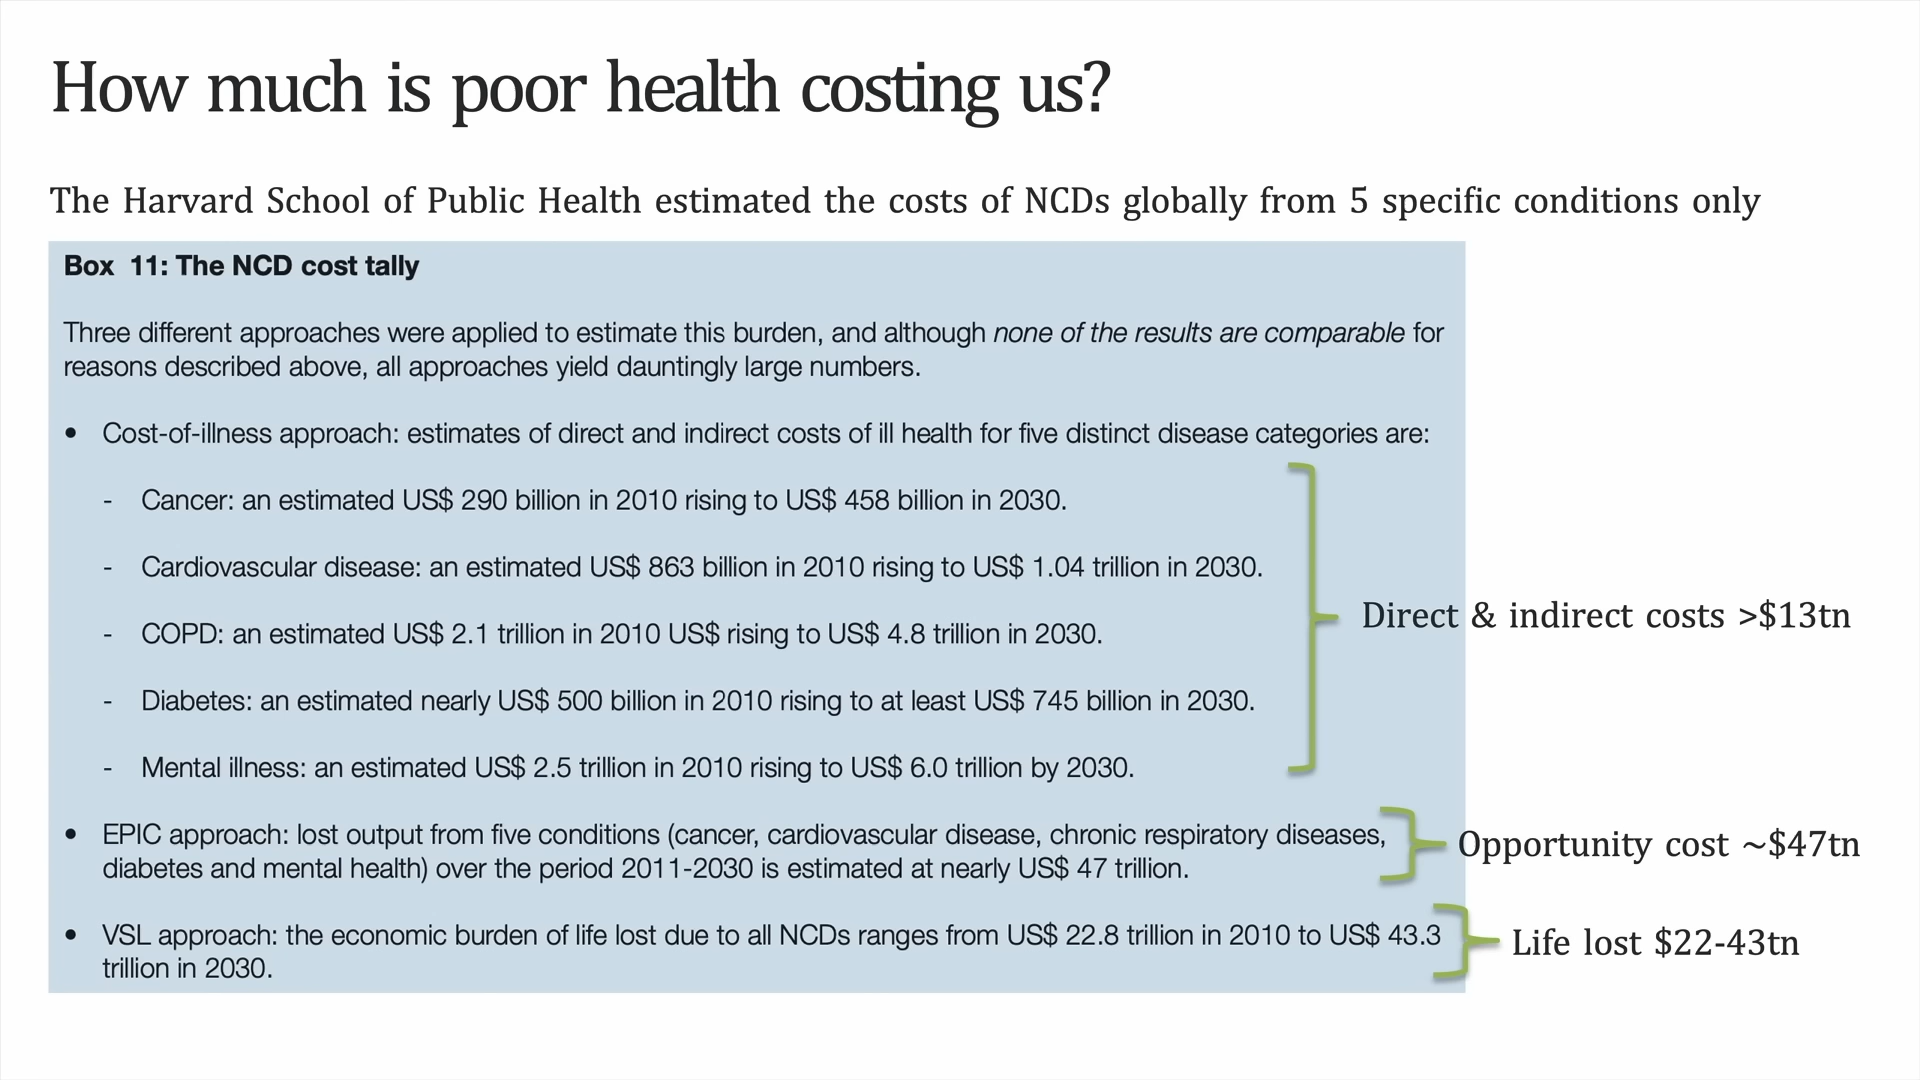 How much is poor health costing us?
The Harvard School of Public Health estimated the costs of NCDs globally from 5 specific conditions only
Box 11: The NCD cost tally
Three different approaches were applied to estimate this burden, and although none of the results are comparable for
reasons described above, all approaches yield dauntingly large numbers.
• Cost-of-illness approach: estimates of direct and indirect costs of ill health for five distinct disease categories are:
- Cancer: an estimated US$ 290 billion in 2010 rising to US$ 458 billion in 2030.
- Cardiovascular disease: an estimated US$ 863 billion in 2010 rising to US$ 1.04 trillion in 2030.
- COPD: an estimated US$ 2.1 trillion in 2010 US$ rising to US$ 4.8 trillion in 2030.
- Diabetes: an estimated nearly US$ 500 billion in 2010 rising to at least US$ 745 billion in 2030.
- Mental illness: an estimated US$ 2.5 trillion in 2010 rising to US$ 6.0 trillion by 2030.
Direct & indirect costs >$13tn
• EPIC approach: lost output from five conditions (cancer, cardiovascular disease, chronic respiratory diseases,
diabetes and mental health) over the period 2011-2030 is estimated at nearly US$ 47 trillion.
Opportunity cost ~$47tn
• VSL approach: the economic burden of life lost due to all NCDs ranges from US$ 22.8 trillion in 2010 to US$ 43.3
trillion in 2030.
Life lost $22-43tn